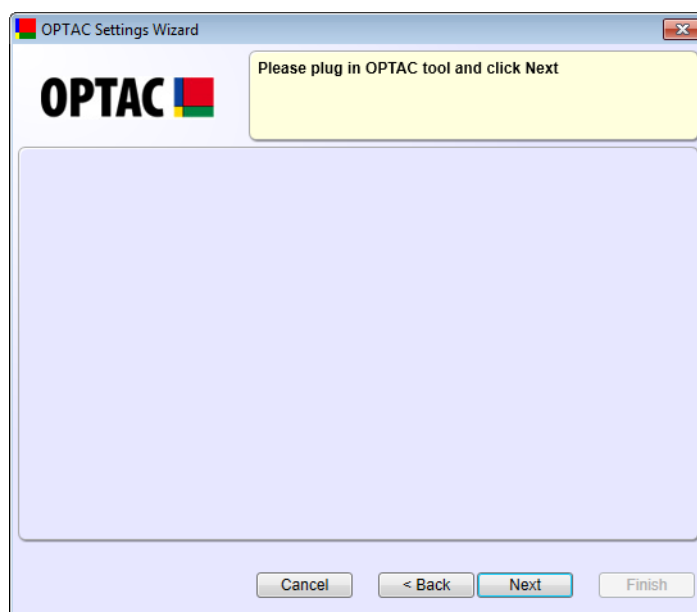 OPTAC Settings Wizard
OPTAC
Please plug in OPTAC tool and click Next
Cancel
< Back
Next
Finish